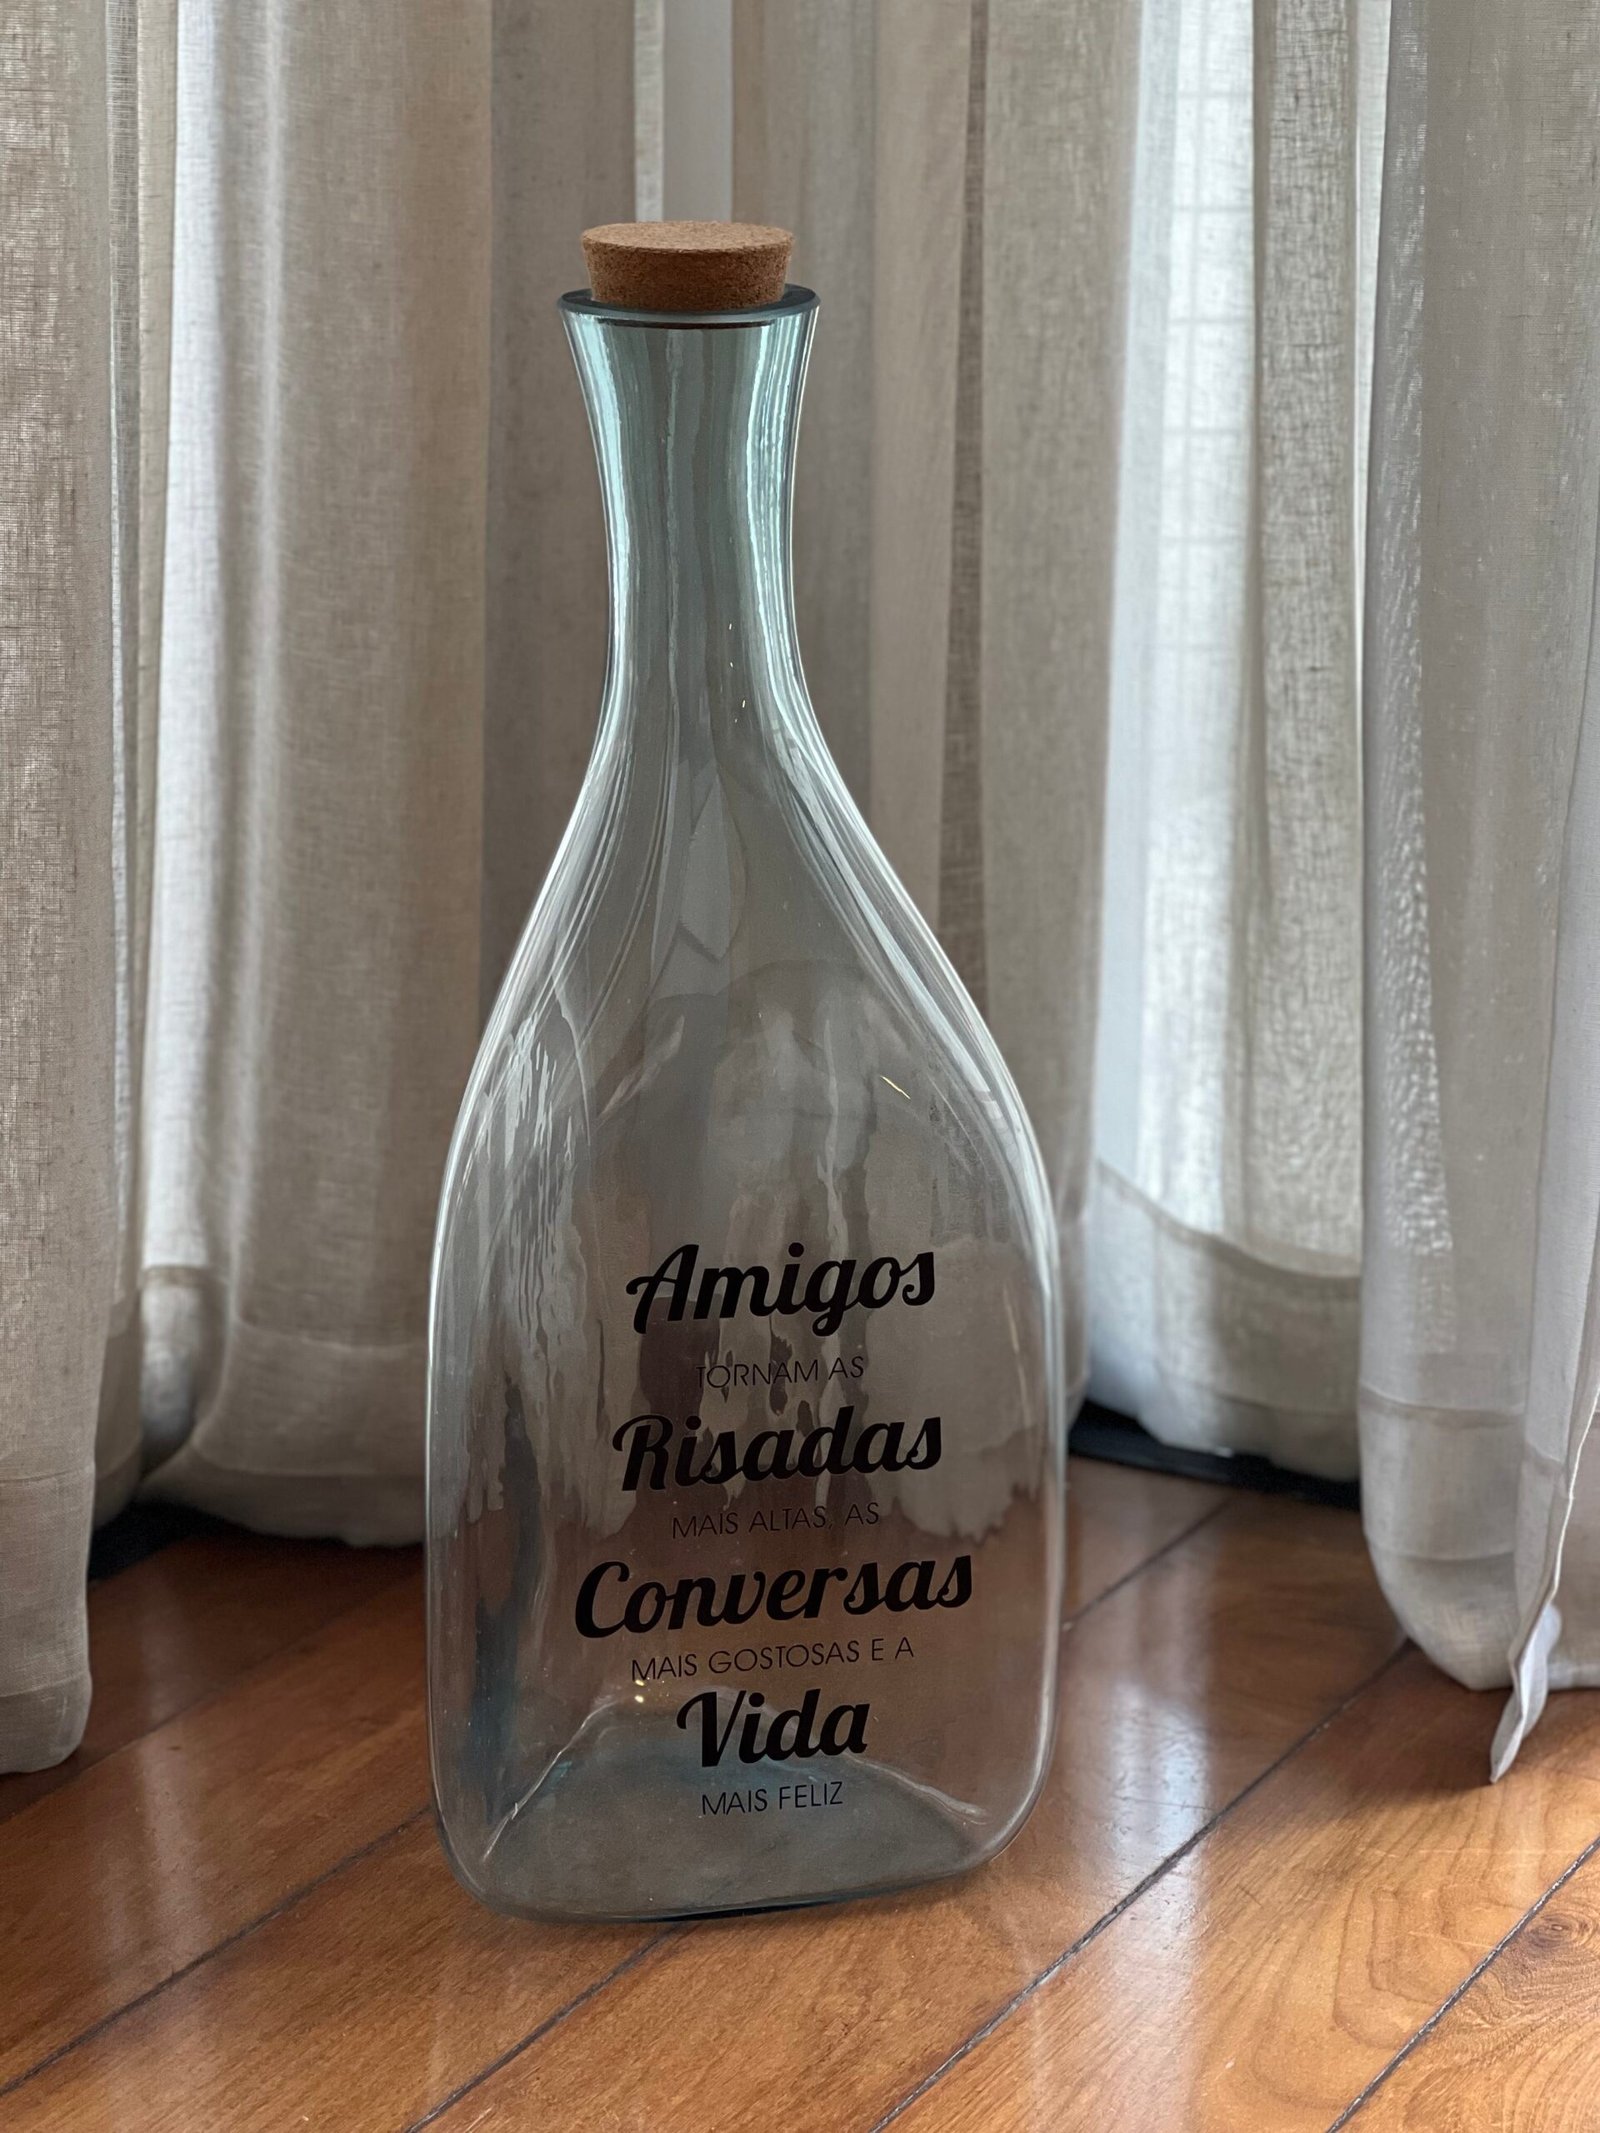 Amigos
TORNAM AS
Risadas
MAIS ALTAS, AS
Conversas
MAIS GOSTOSAS E A
Vida
MAIS FELIZ